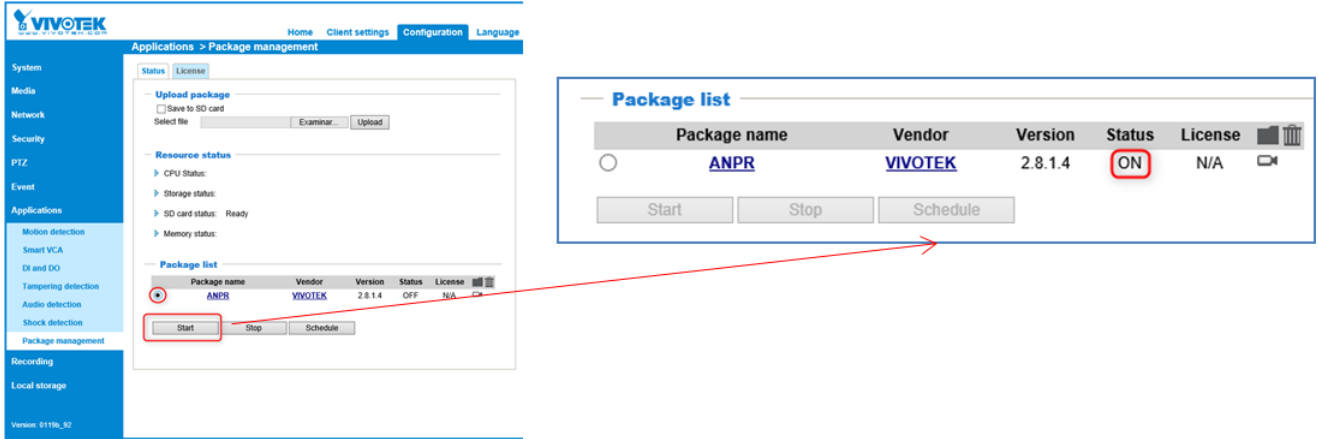 VIVOTEK
www.vivotek.com
Home Client settings Configuration Language
Applications > Package management
System
Media
Network
Security
PTZ
Event
Applications
Motion detection
Smart VCA
DI and DO
Tampering detection
Audio detection
Shock detection
Package management
Recording
Local storage
Version: 0119b_92
Status License
Upload package
Save to SD card
Select file Examinar... Upload
Resource status
CPU Status:
Storage status:
SD card status: Ready
Memory status:
Package list
Package name Vendor Version Status License
ANPR VIVOTEK 2.8.1.4 OFF N/A
Start Stop Schedule
Package list
Package name Vendor Version Status License
ANPR VIVOTEK 2.8.1.4 ON N/A
Start Stop Schedule